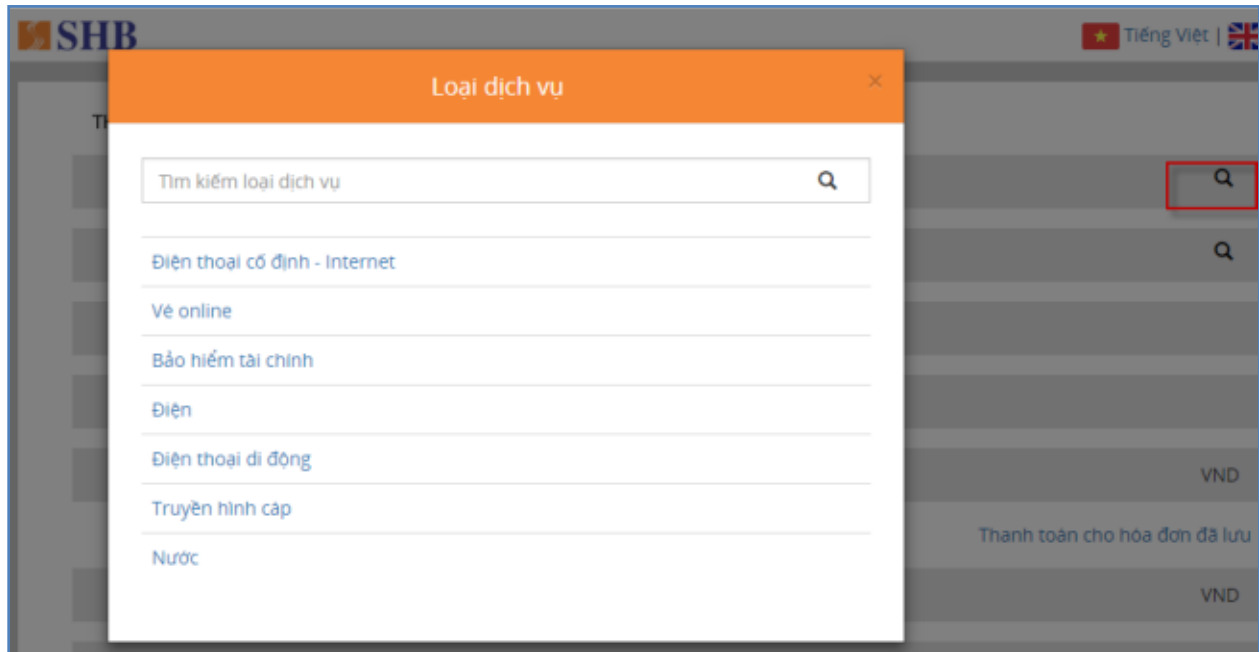 SHB
Tiếng Việt |
Loại dịch vụ
×
TH
Tìm kiếm loại dịch vụ
Điện thoại cố định - Internet
Vé online
Bảo hiểm tài chính
Điện
Điện thoại di động
VND
Truyền hình cáp
Thanh toán cho hóa đơn đã lưu
Nước
VND